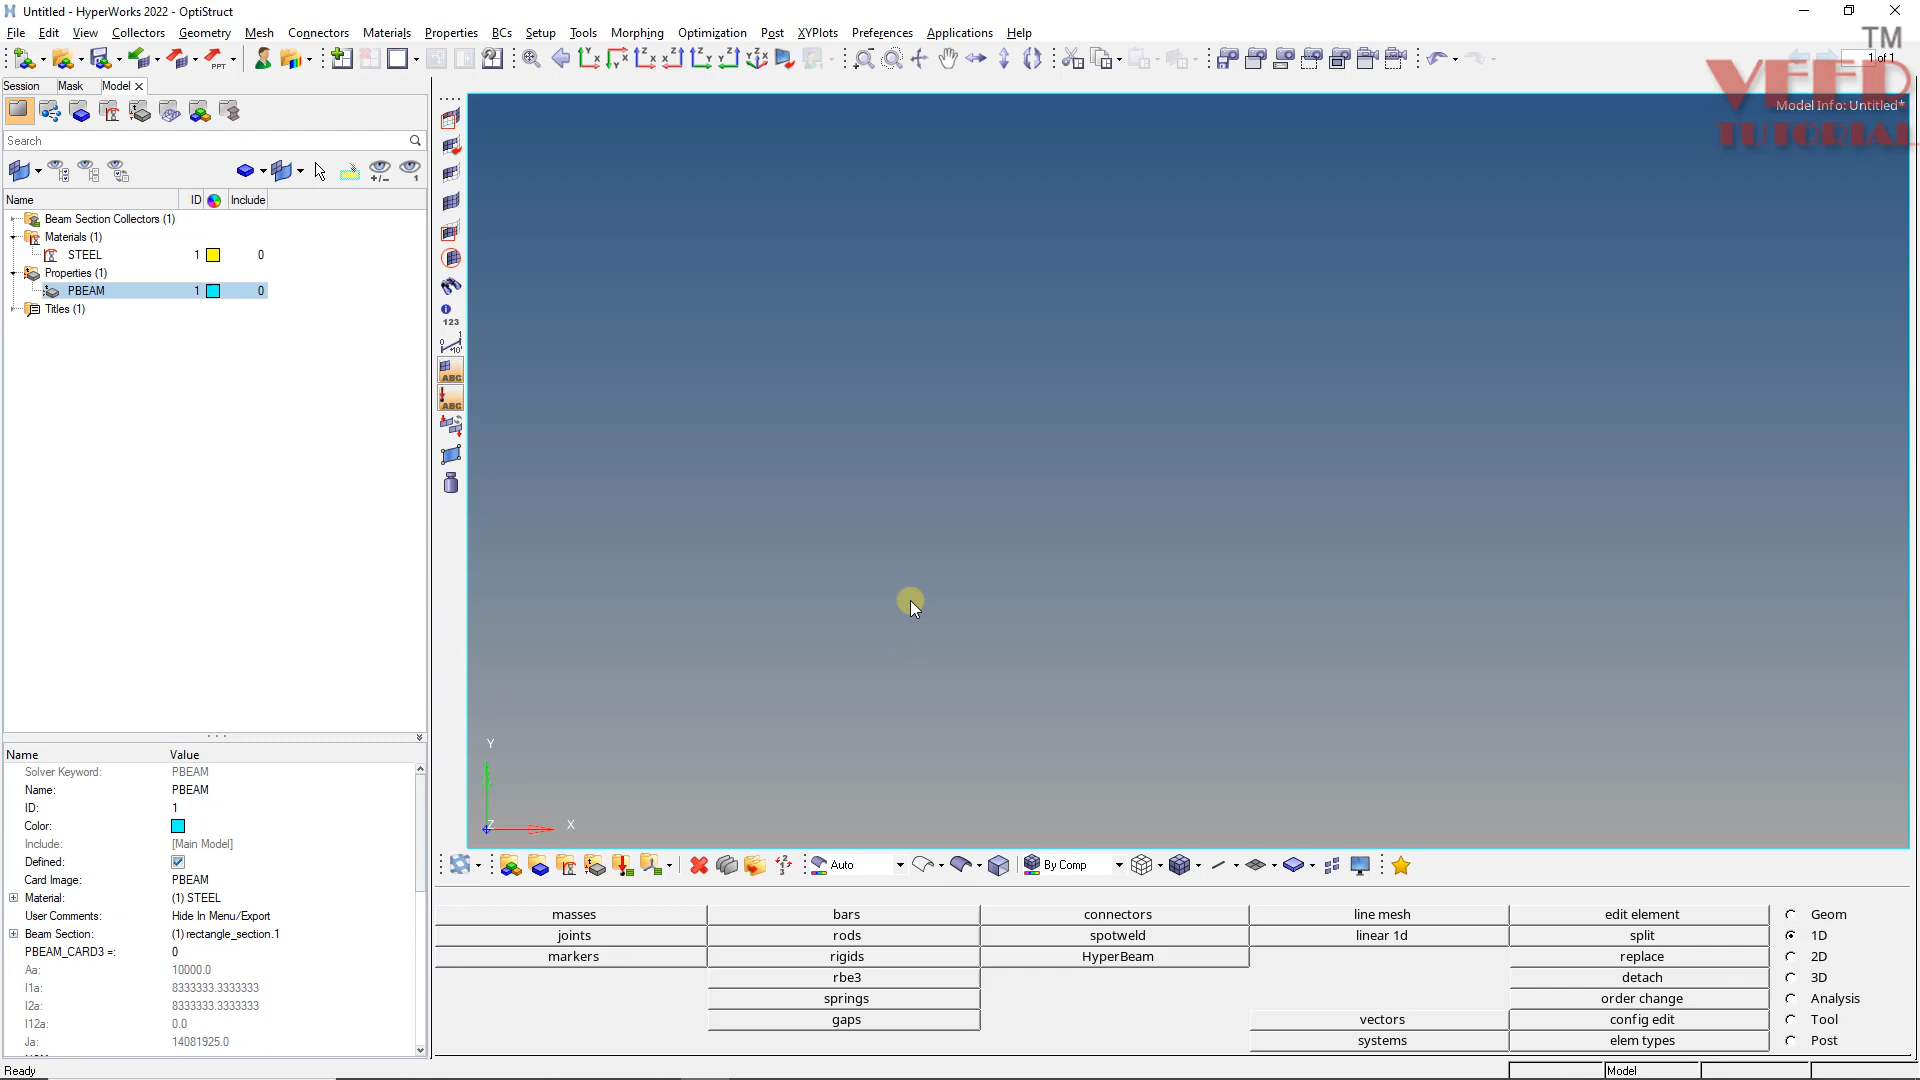 Untitled - HyperWorks 2022 - OptiStruct
File Edit View Collectors Geometry Mesh Connectors Materials Properties BCs Setup Tools Morphing Optimization Post XYPlots Preferences Applications Help
TM
1 of 1
VEED
TUTORIAL
Model Info: Untitled*
Session Mask Model
Search
Name ID Include
Beam Section Collectors (1)
Materials (1)
STEEL 1 0
Properties (1)
PBEAM 1 0
Titles (1)
Name Value
Solver Keyword: PBEAM
Name: PBEAM
ID: 1
Color:
Include: [Main Model]
Defined:
Card Image: PBEAM
Material: (1) STEEL
User Comments: Hide In Menu/Export
Beam Section: (1) rectangle_section.1
PBEAM_CARD3 =: 0
Aa: 10000.0
I1a: 8333333.3333333
I2a: 8333333.3333333
I12a: 0.0
Ja: 14081925.0
Y
Z X
Auto By Comp
masses bars connectors line mesh edit element Geom
joints rods spotweld linear 1d split 1D
markers rigids HyperBeam replace 2D
rbe3 detach 3D
springs order change Analysis
gaps vectors config edit Tool
systems elem types Post
Ready Model